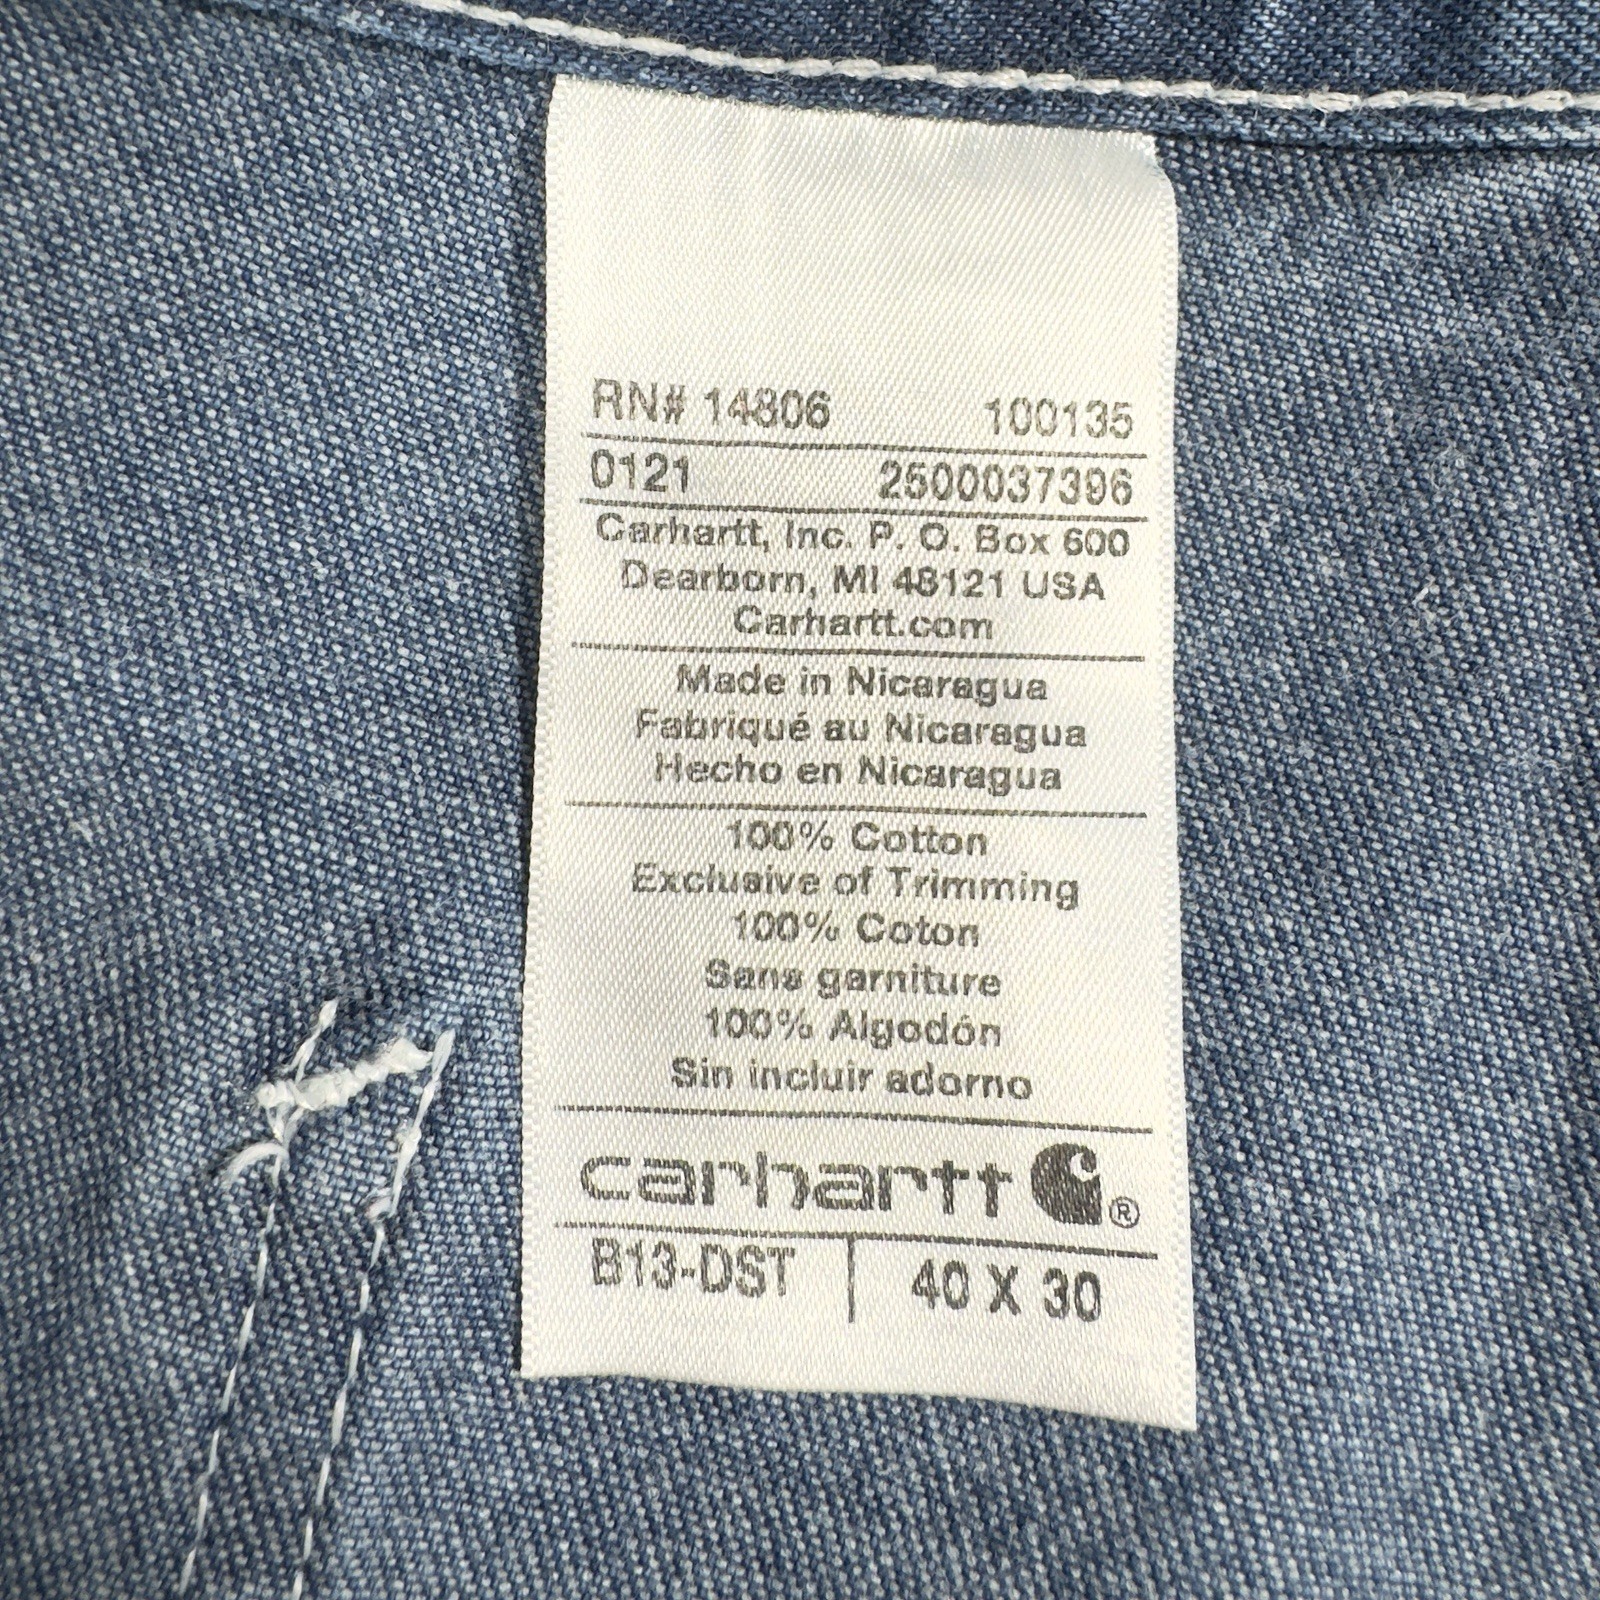 RN# 14806 100135
0121 2500037396
Carhartt, Inc. P. O. Box 600
Dearborn, MI 48121 USA
Carhartt.com
Made in Nicaragua
Fabriqué au Nicaragua
Hecho en Nicaragua
100% Cotton
Exclusive of Trimming
100% Coton
Sans garniture
100% Algodón
Sin incluir adorno
carhartt ®
B13-DST | 40 X 30